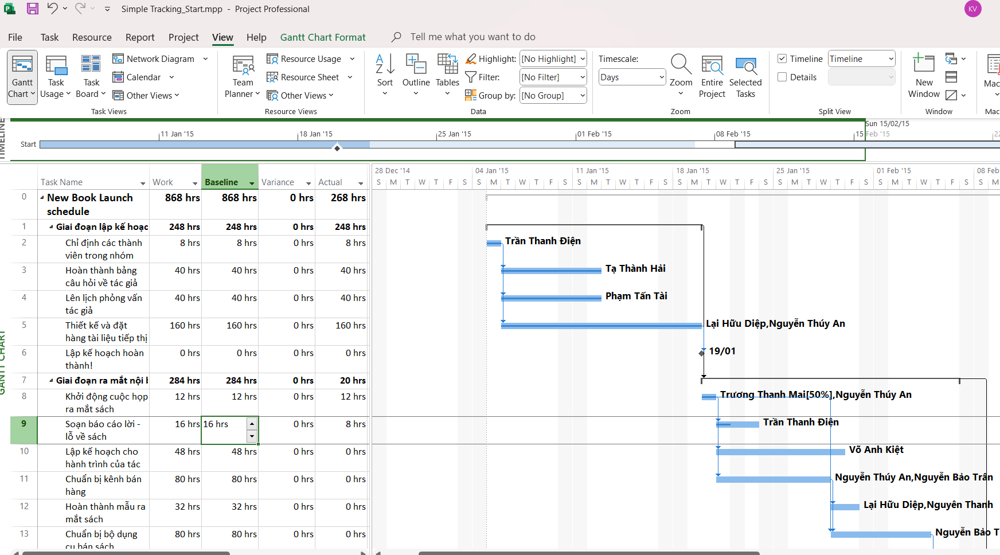 Simple Tracking_Start.mpp - Project Professional
KV
File Task Resource Report Project View Help Gantt Chart Format Tell me what you want to do
Gantt Chart
Task Usage
Task Board
Network Diagram
Calendar
Other Views
Task Views
Team Planner
Resource Usage
Resource Sheet
Other Views
Resource Views
A Z
Sort
Outline
Tables
Highlight: [No Highlight]
Filter: [No Filter]
Group by: [No Group]
Data
Timescale:
Days
Zoom
Entire Project
Selected Tasks
Zoom
Timeline Timeline
Details
Split View
New Window
Window
Mac
Mac
TIMELINE
Sun 15/02/15
Start 11 Jan '15 18 Jan '15 25 Jan '15 01 Feb '15 08 Feb '15 15 Feb '15 22
GANTT CHART
Task Name Work Baseline Variance Actual
28 Dec '14 04 Jan '15 11 Jan '15 18 Jan '15 25 Jan '15 01 Feb '15 08 Feb
S M T W T F S S M T W T F S S M T W T F S S M T W T F S S M T W T F S S M T W T F S S M
0 New Book Launch schedule 868 hrs 868 hrs 0 hrs 268 hrs
1 Giai đoạn lập kế hoạc 248 hrs 248 hrs 0 hrs 248 hrs
2 Chỉ định các thành viên trong nhóm 8 hrs 8 hrs 0 hrs 8 hrs Trần Thanh Điện
3 Hoàn thành bảng câu hỏi về tác giả 40 hrs 40 hrs 0 hrs 40 hrs Tạ Thành Hải
4 Lên lịch phỏng vấn tác giả 40 hrs 40 hrs 0 hrs 40 hrs Phạm Tấn Tài
5 Thiết kế và đặt hàng tài liệu tiếp thị 160 hrs 160 hrs 0 hrs 160 hrs Lại Hữu Diệp,Nguyễn Thúy An
6 Lập kế hoạch hoàn thành! 0 hrs 0 hrs 0 hrs 0 hrs 19/01
7 Giai đoạn ra mắt nội 284 hrs 284 hrs 0 hrs 20 hrs
8 Khởi động cuộc họp ra mắt sách 12 hrs 12 hrs 0 hrs 12 hrs Trương Thanh Mai[50%],Nguyễn Thúy An
9 Soạn báo cáo lời - lỗ về sách 16 hrs 16 hrs 0 hrs 8 hrs Trần Thanh Điện
10 Lập kế hoạch cho hành trình của tác 48 hrs 48 hrs 0 hrs 0 hrs Võ Anh Kiệt
11 Chuẩn bị kênh bán hàng 80 hrs 80 hrs 0 hrs 0 hrs Nguyễn Thúy An,Nguyễn Bảo Trân
12 Hoàn thành mẫu ra mắt sách 32 hrs 32 hrs 0 hrs 0 hrs Lại Hữu Diệp,Nguyên Thanh
13 Chuẩn bị bộ dụng cụ bán sách 80 hrs 80 hrs 0 hrs 0 hrs Nguyễn Bảo T